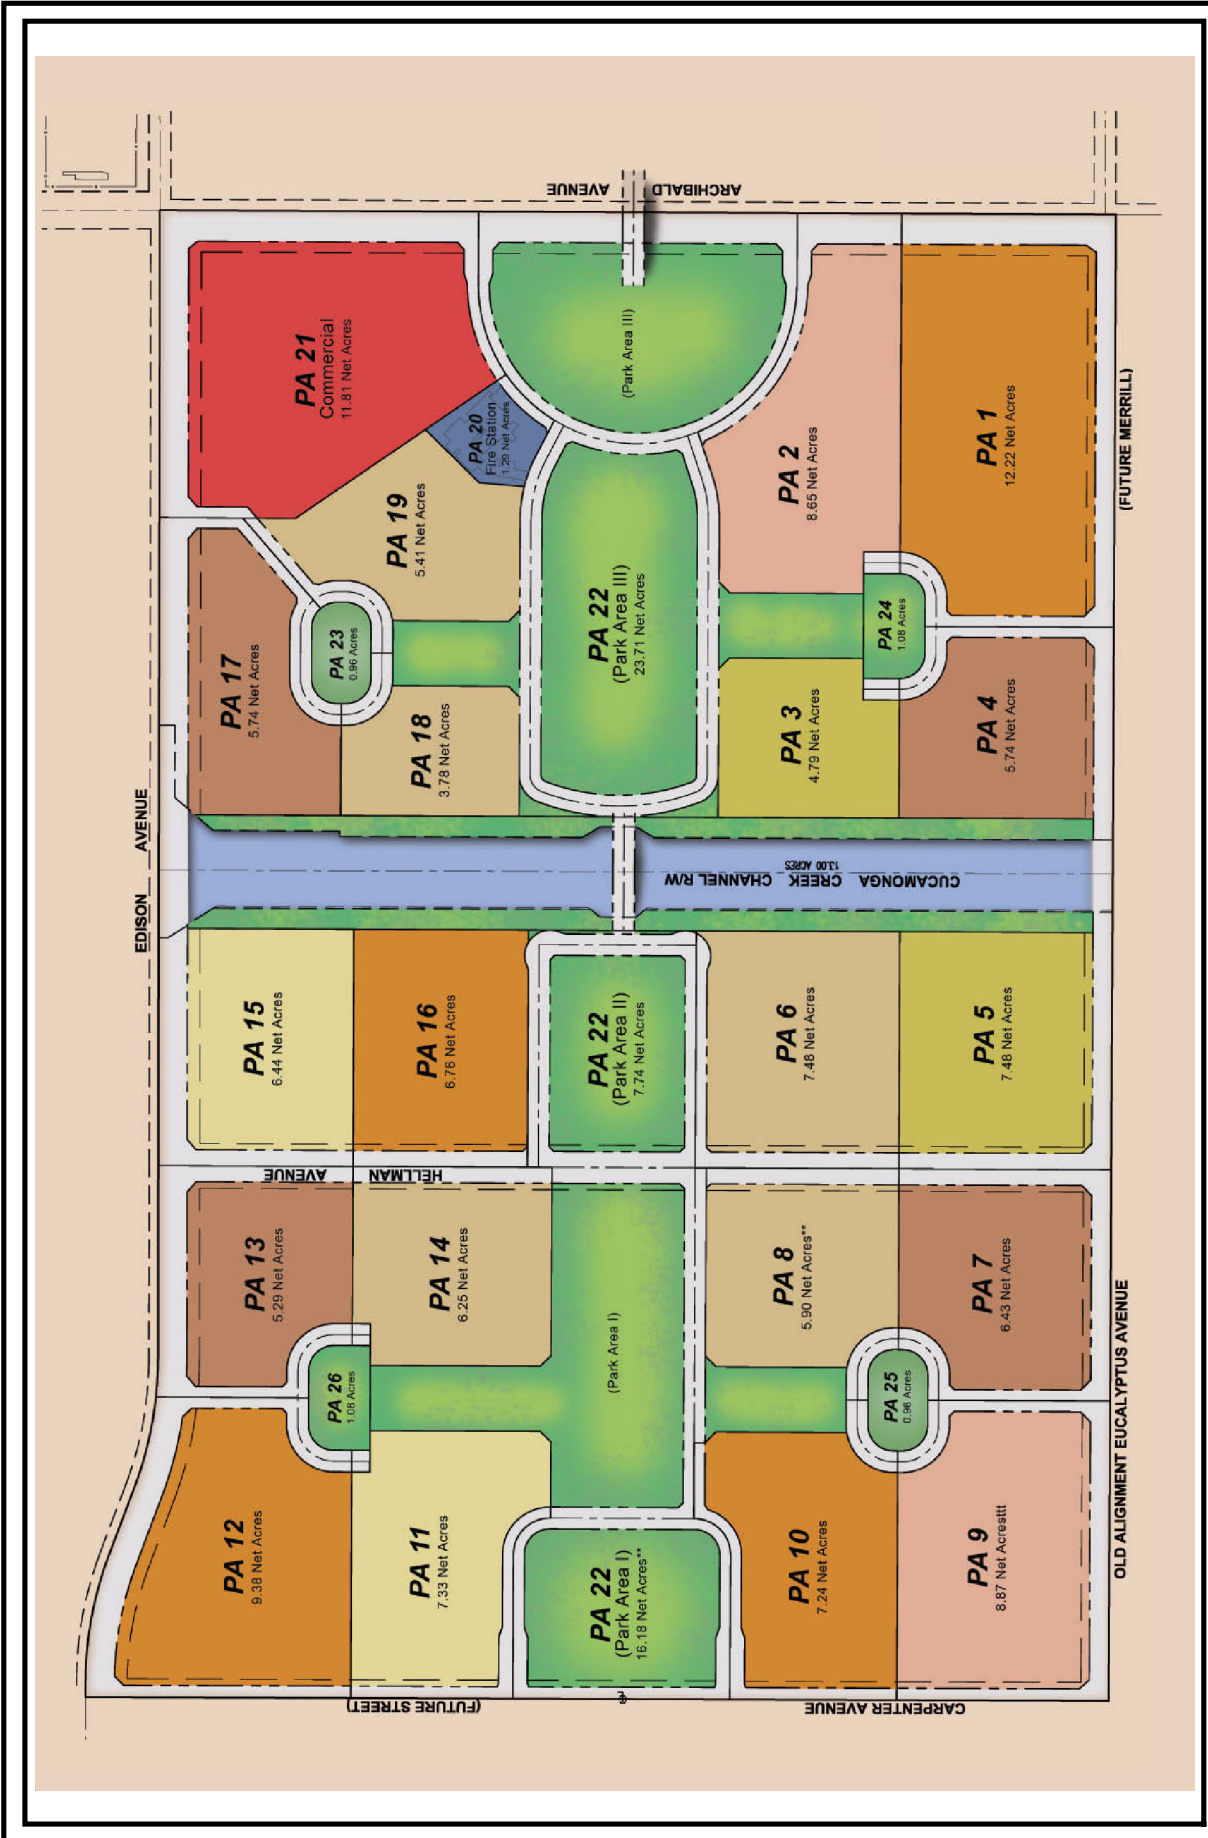 EDISON AVENUE
ARCHIBALD AVENUE
(FUTURE MERRILL)
OLD ALIGNMENT EUCALYPTUS AVENUE
CARPENTER AVENUE
(FUTURE STREET)
HELLMAN AVENUE
CUCAMONGA CREEK CHANNEL R/W
13.00 ACRES
PA 12
9.38 Net Acres
PA 26
1.08 Acres
PA 13
5.29 Net Acres
PA 15
6.44 Net Acres
PA 17
5.74 Net Acres
PA 23
0.96 Acres
PA 21
Commercial
11.81 Net Acres
PA 11
7.33 Net Acres
PA 14
6.25 Net Acres
PA 16
6.76 Net Acres
PA 18
3.78 Net Acres
PA 19
5.41 Net Acres
PA 20
Fire Station
1.29 Net Acres
PA 22
(Park Area I)
16.18 Net Acres**
(Park Area I)
PA 22
(Park Area II)
7.74 Net Acres
PA 22
(Park Area III)
23.71 Net Acres
(Park Area III)
PA 10
7.24 Net Acres
PA 8
5.90 Net Acres**
PA 6
7.48 Net Acres
PA 3
4.79 Net Acres
PA 2
8.65 Net Acres
PA 25
0.96 Acres
PA 24
1.08 Acres
PA 9
8.87 Net Acresttt
PA 7
6.43 Net Acres
PA 5
7.48 Net Acres
PA 4
5.74 Net Acres
PA 1
12.22 Net Acres